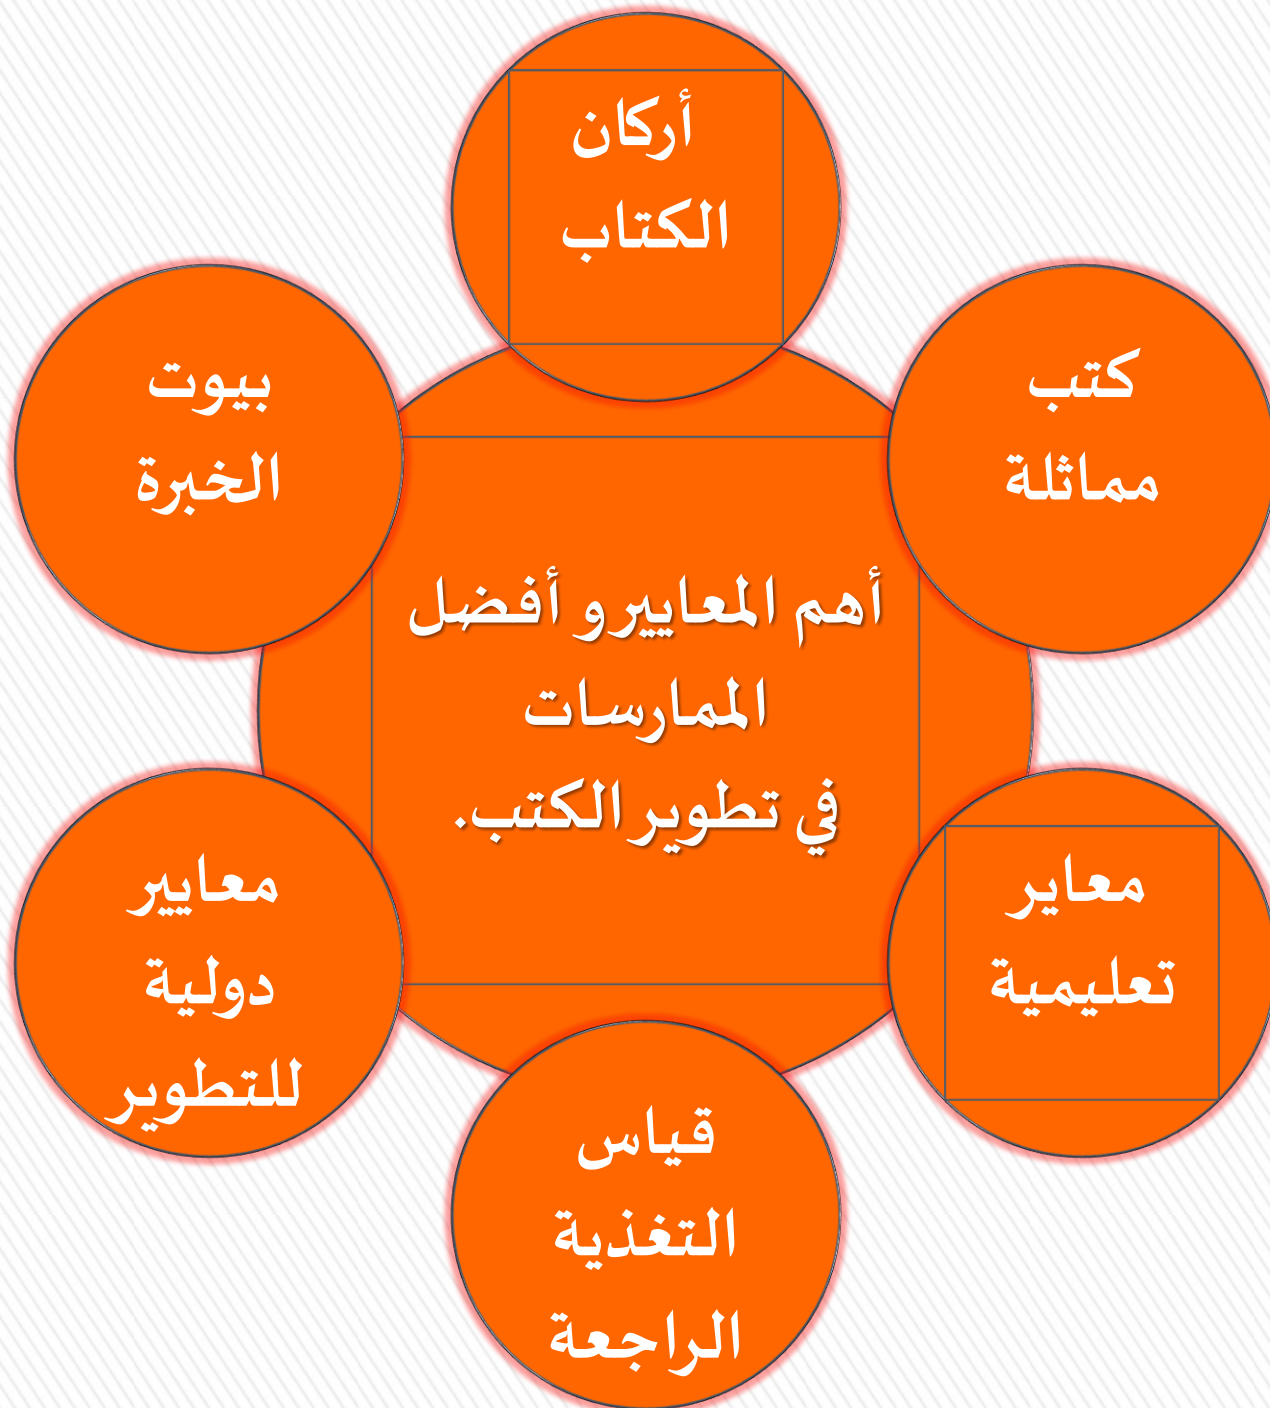 أركان
الكتاب
كتب
مماثلة
معاير
تعليمية
قياس
التغذية
الراجعة
معايير
دولية
للتطوير
بيوت
الخبرة
أهم المعايير و أفضل
الممارسات
في تطوير الكتب.